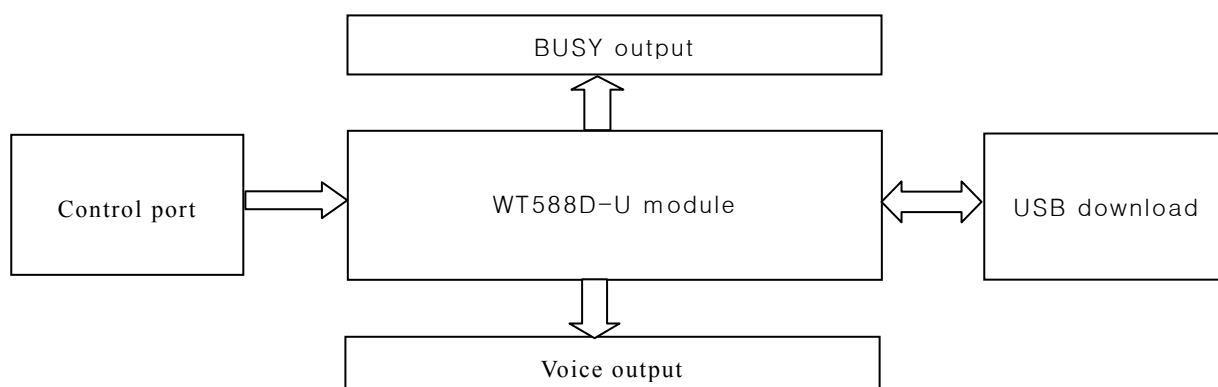 BUSY output
Control port
WT588D-U module
USB download
Voice output